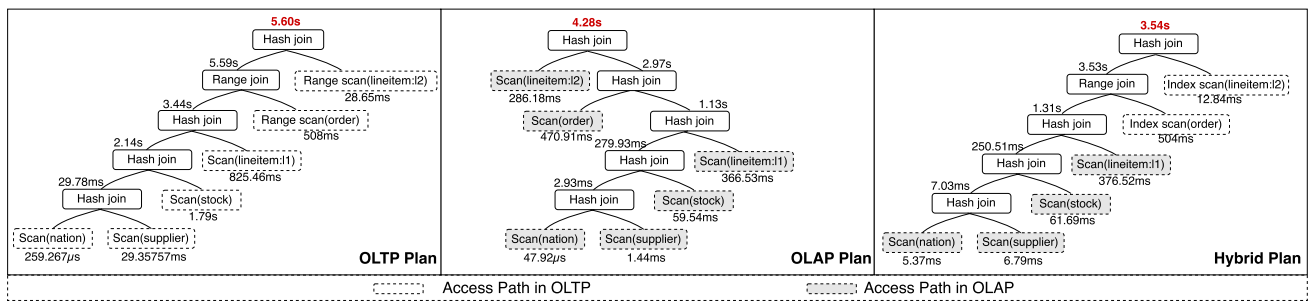 5.60s
Hash join
5.59s
Range join
Range scan(lineitem:l2)
28.65ms
3.44s
Hash join
Range scan(order)
508ms
2.14s
Hash join
Scan(lineitem:l1)
825.46ms
29.78ms
Hash join
Scan(stock)
1.79s
Scan(nation)
Scan(supplier)
259.267µs
29.35757ms
OLTP Plan
4.28s
Hash join
2.97s
Scan(lineitem:l2)
Hash join
286.18ms
1.13s
Scan(order)
Hash join
470.91ms
279.93ms
Hash join
Scan(lineitem:l1)
366.53ms
2.93ms
Hash join
Scan(stock)
59.54ms
Scan(nation)
Scan(supplier)
47.92µs
1.44ms
OLAP Plan
3.54s
Hash join
3.53s
Range join
Index scan(lineitem:l2)
12.84ms
1.31s
Hash join
Index scan(order)
504ms
250.51ms
Hash join
Scan(lineitem:l1)
376.52ms
7.03ms
Hash join
Scan(stock)
61.69ms
Scan(nation)
Scan(supplier)
5.37ms
6.79ms
Hybrid Plan
Access Path in OLTP
Access Path in OLAP